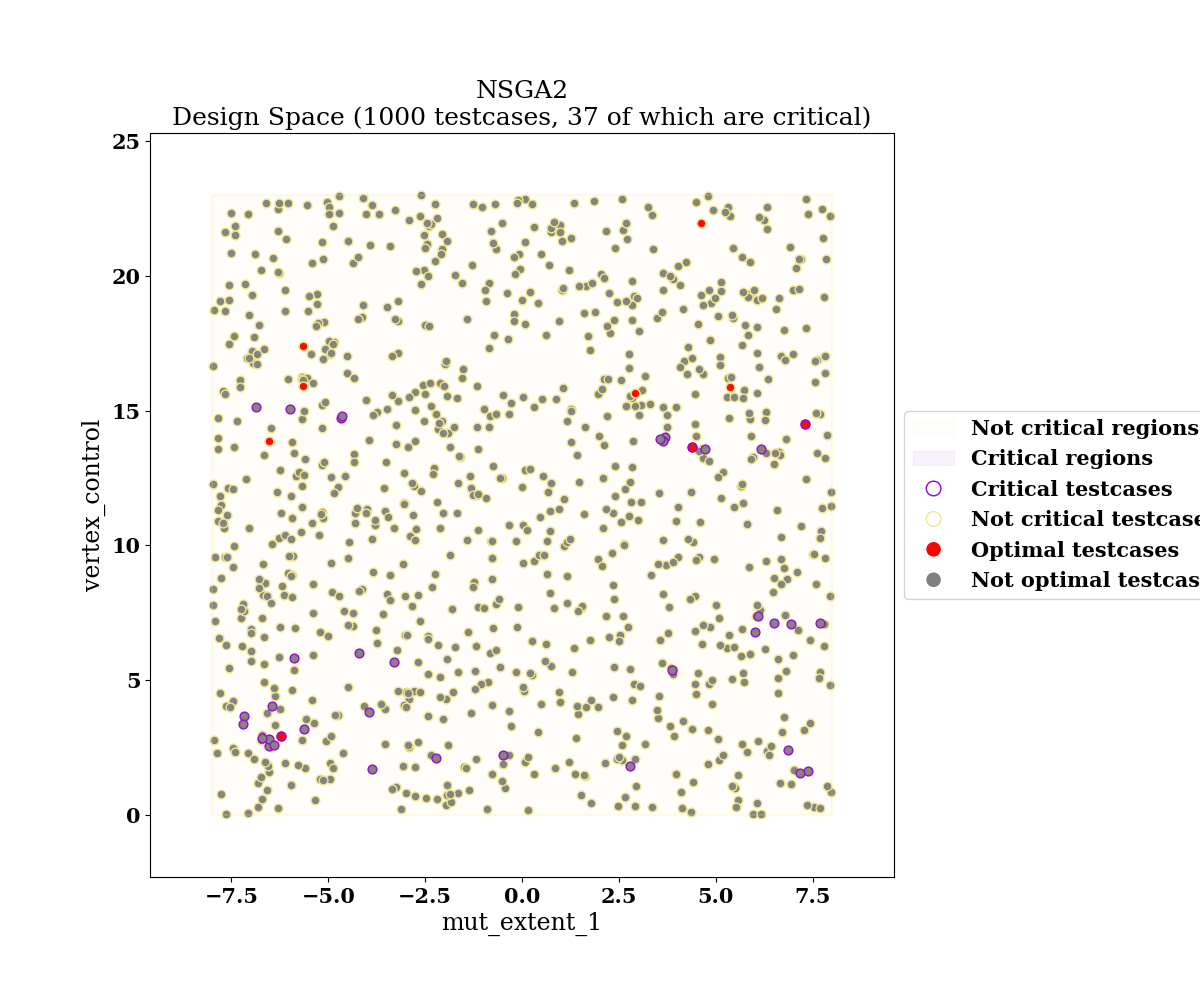 NSGA2
Design Space (1000 testcases, 37 of which are critical)
25
20
15
10
5
0
vertex_control
−7.5
−5.0
−2.5
0.0
2.5
5.0
7.5
mut_extent_1
Not critical regions
Critical regions
Critical testcases
Not critical testcase
Optimal testcases
Not optimal testcas